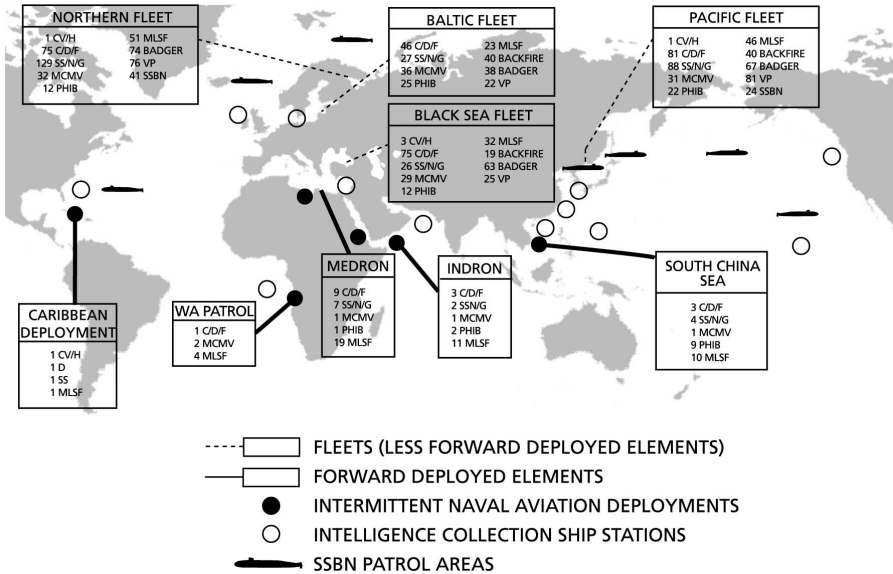 NORTHERN FLEET
1 CV/H 51 MLSF
75 C/D/F 74 BADGER
129 SS/N/G 76 VP
32 MCMV 41 SSBN
12 PHIB
BALTIC FLEET
46 C/D/F 23 MLSF
27 SS/N/G 40 BACKFIRE
36 MCMV 38 BADGER
25 PHIB 22 VP
PACIFIC FLEET
1 CV/H 46 MLSF
81 C/D/F 40 BACKFIRE
88 SS/N/G 67 BADGER
31 MCMV 81 VP
22 PHIB 24 SSBN
BLACK SEA FLEET
3 CV/H 32 MLSF
75 C/D/F 19 BACKFIRE
26 SS/N/G 63 BADGER
29 MCMV 25 VP
12 PHIB
CARIBBEAN
DEPLOYMENT
1 CV/H
1 D
1 SS
1 MLSF
WA PATROL
1 C/D/F
2 MCMV
4 MLSF
MEDRON
9 C/D/F
7 SS/N/G
1 MCMV
1 PHIB
19 MLSF
INDRON
3 C/D/F
2 SSN/G
1 MCMV
2 PHIB
11 MLSF
SOUTH CHINA
SEA
3 C/D/F
4 SS/N/G
1 MCMV
9 PHIB
10 MLSF
FLEETS (LESS FORWARD DEPLOYED ELEMENTS)
FORWARD DEPLOYED ELEMENTS
INTERMITTENT NAVAL AVIATION DEPLOYMENTS
INTELLIGENCE COLLECTION SHIP STATIONS
SSBN PATROL AREAS